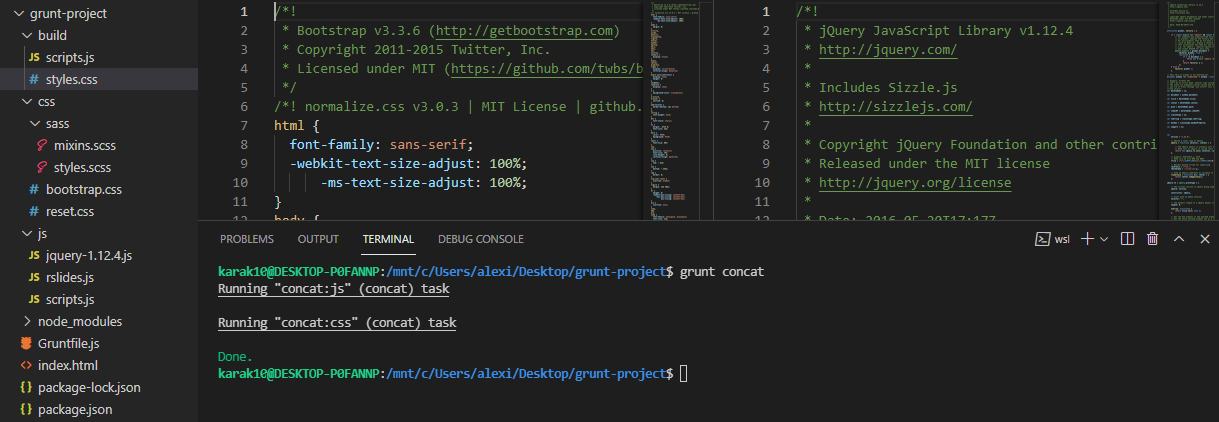 grunt-project
build
JS scripts.js
# styles.css
css
sass
mixins.scss
styles.scss
# bootstrap.css
# reset.css
js
JS jquery-1.12.4.js
JS rslides.js
JS scripts.js
node_modules
Gruntfile.js
<> index.html
{} package-lock.json
{} package.json
1 /*!
2  * Bootstrap v3.3.6 (http://getbootstrap.com)
3  * Copyright 2011-2015 Twitter, Inc.
4  * Licensed under MIT (https://github.com/twbs/b
5  */
6 /*! normalize.css v3.0.3 | MIT License | github.
7 html {
8   font-family: sans-serif;
9   -webkit-text-size-adjust: 100%;
10      -ms-text-size-adjust: 100%;
11 }
12 body {
1 /*!
2  * jQuery JavaScript Library v1.12.4
3  * http://jquery.com/
4  *
5  * Includes Sizzle.js
6  * http://sizzlejs.com/
7  *
8  * Copyright jQuery Foundation and other contri
9  * Released under the MIT license
10  * http://jquery.org/license
11  *
12  * Date: 2016-05-20T17:17Z
PROBLEMS OUTPUT TERMINAL DEBUG CONSOLE
wsl
karak10@DESKTOP-P0FANNP:/mnt/c/Users/alexi/Desktop/grunt-project$ grunt concat
Running "concat:js" (concat) task
Running "concat:css" (concat) task
Done.
karak10@DESKTOP-P0FANNP:/mnt/c/Users/alexi/Desktop/grunt-project$